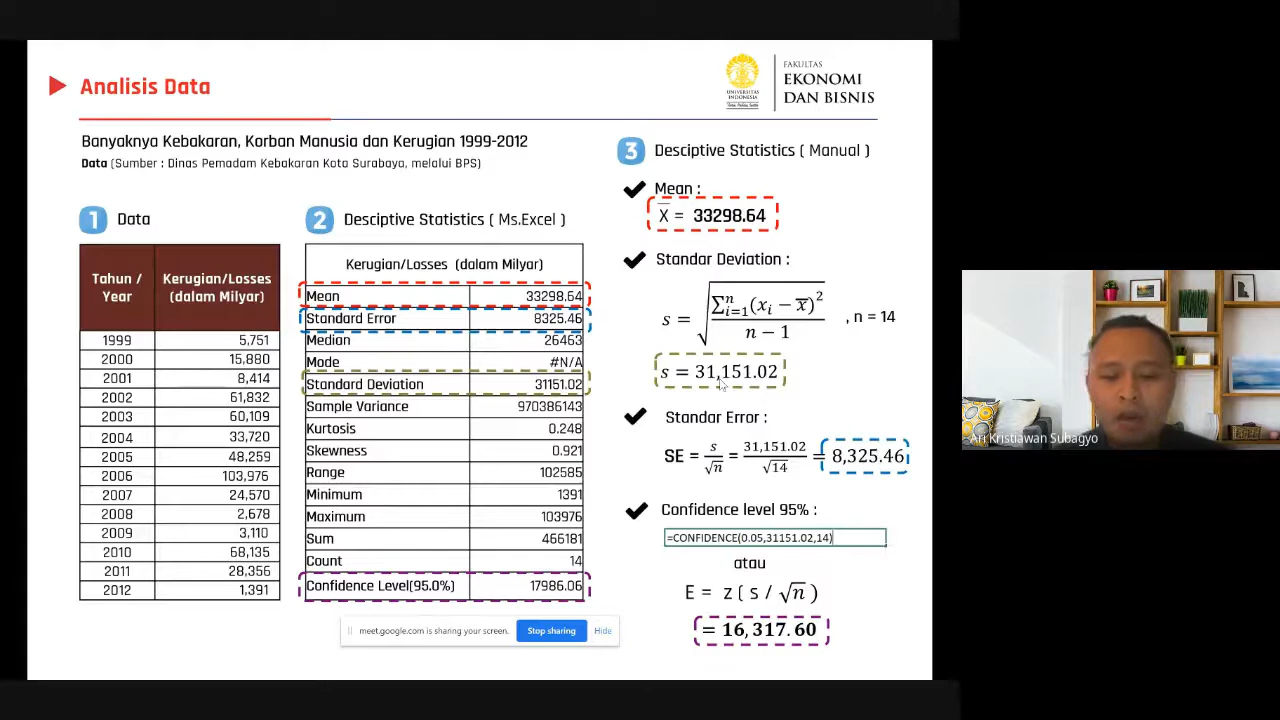 Analisis Data
UNIVERSITAS
INDONESIA
FAKULTAS
EKONOMI
DAN BISNIS
Banyaknya Kebakaran, Korban Manusia dan Kerugian 1999-2012
Data (Sumber : Dinas Pemadam Kebakaran Kota Surabaya, melalui BPS)
1 Data
Tahun / Year Kerugian/Losses (dalam Milyar)
1999 5,751
2000 15,880
2001 8,414
2002 61,832
2003 60,109
2004 33,720
2005 48,259
2006 103,976
2007 24,570
2008 2,678
2009 3,110
2010 68,135
2011 28,356
2012 1,391
2 Desciptive Statistics ( Ms.Excel )
Kerugian/Losses (dalam Milyar)
Mean 33298.64
Standard Error 8325.46
Median 26463
Mode #N/A
Standard Deviation 31151.02
Sample Variance 970386143
Kurtosis 0.248
Skewness 0.921
Range 102585
Minimum 1391
Maximum 103976
Sum 466181
Count 14
Confidence Level(95.0%) 17986.06
3 Desciptive Statistics ( Manual )
Mean :
X̅ = 33298.64
Standar Deviation :
s = √(∑ⁿᵢ₌₁(xᵢ − x̅)² / n − 1) , n = 14
s = 31,151.02
Standar Error :
SE = s/√n = 31,151.02/√14 = 8,325.46
Confidence level 95% :
=CONFIDENCE(0.05,31151.02,14)
atau
E = z ( s / √n )
= 16,317.60
meet.google.com is sharing your screen. Stop sharing Hide
Ari Kristiawan Subagyo